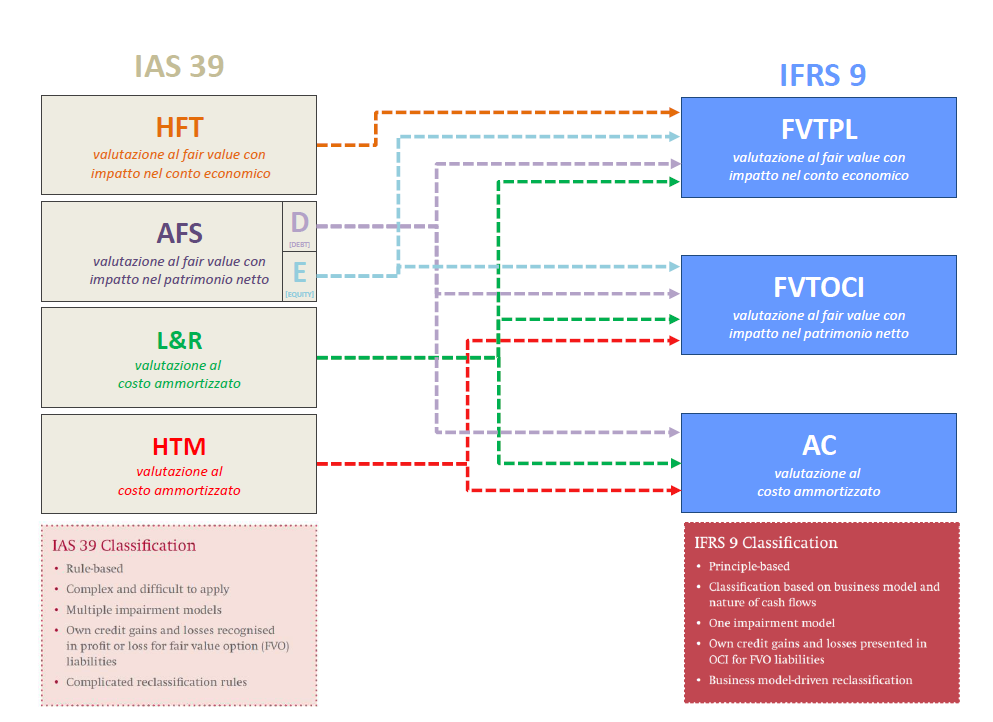 IAS 39
HFT
valutazione al fair value con
impatto nel conto economico
AFS
valutazione al fair value con
impatto nel patrimonio netto
D
[DEBT]
E
[EQUITY]
L&R
valutazione al
costo ammortizzato
HTM
valutazione al
costo ammortizzato
IAS 39 Classification
• Rule-based
• Complex and difficult to apply
• Multiple impairment models
• Own credit gains and losses recognised
in profit or loss for fair value option (FVO)
liabilities
• Complicated reclassification rules
IFRS 9
FVTPL
valutazione al fair value con
impatto nel conto economico
FVTOCI
valutazione al fair value con
impatto nel patrimonio netto
AC
valutazione al
costo ammortizzato
IFRS 9 Classification
• Principle-based
• Classification based on business model and
nature of cash flows
• One impairment model
• Own credit gains and losses presented in
OCI for FVO liabilities
• Business model-driven reclassification